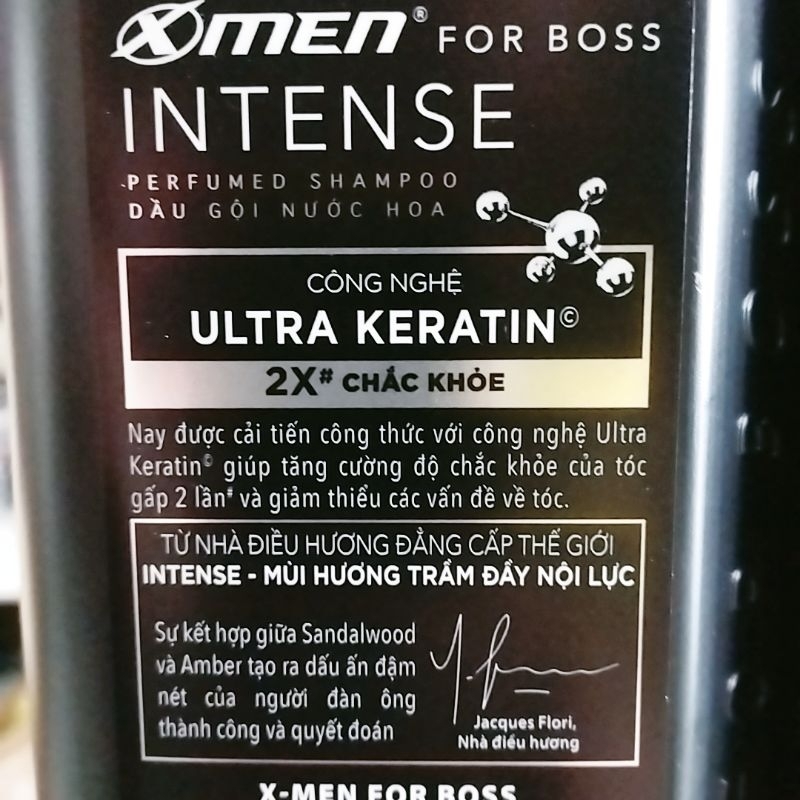 X-MEN® FOR BOSS
INTENSE
PERFUMED SHAMPOO
DẦU GỘI NƯỚC HOA
CÔNG NGHỆ
ULTRA KERATIN©
2X# CHẮC KHỎE
Nay được cải tiến công thức với công nghệ Ultra
Keratin© giúp tăng cường độ chắc khỏe của tóc
gấp 2 lần# và giảm thiểu các vấn đề về tóc.
TỪ NHÀ ĐIỀU HƯƠNG ĐẲNG CẤP THẾ GIỚI
INTENSE - MÙI HƯƠNG TRẦM ĐẦY NỘI LỰC
Sự kết hợp giữa Sandalwood
và Amber tạo ra dấu ấn đậm
nét của người đàn ông
thành công và quyết đoán
Jacques Flori,
Nhà điều hương
X-MEN FOR BOSS